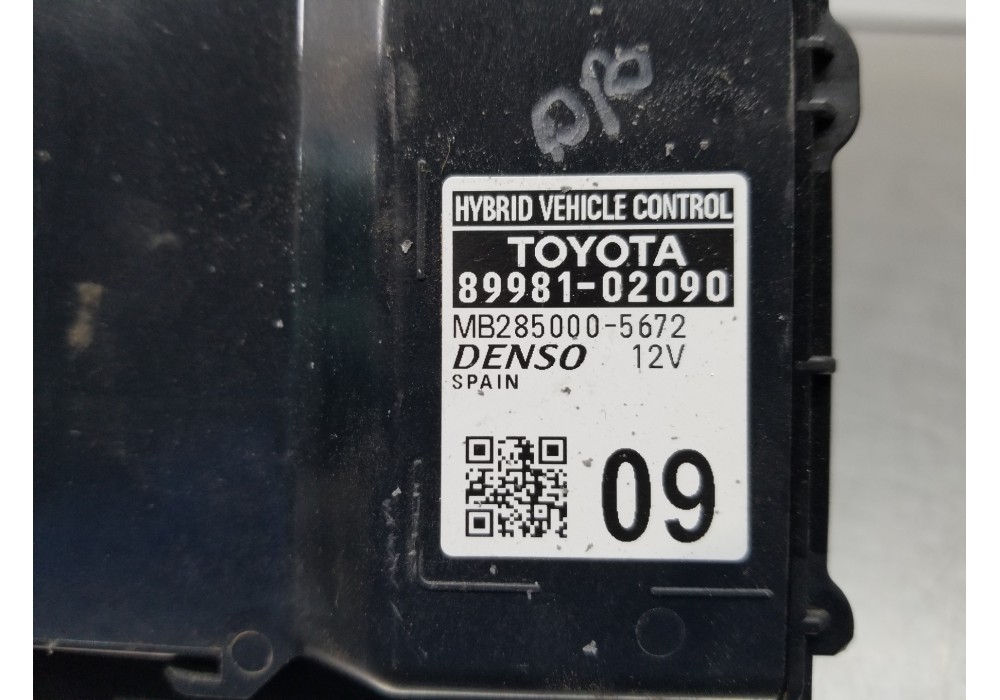 HYBRID VEHICLE CONTROL
TOYOTA
89981-02090
MB285000-5672
DENSO 12V
SPAIN
09